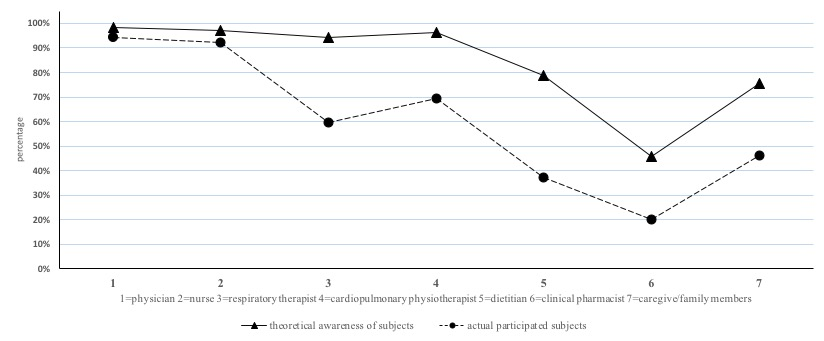 100%
90%
80%
70%
60%
50%
40%
30%
20%
10%
0%
percentage
1 2 3 4 5 6 7
1=physician 2=nurse 3=respiratory therapist 4=cardiopulmonary physiotherapist 5=dietitian 6=clinical pharmacist 7=caregive/family members
theoretical awareness of subjects actual participated subjects